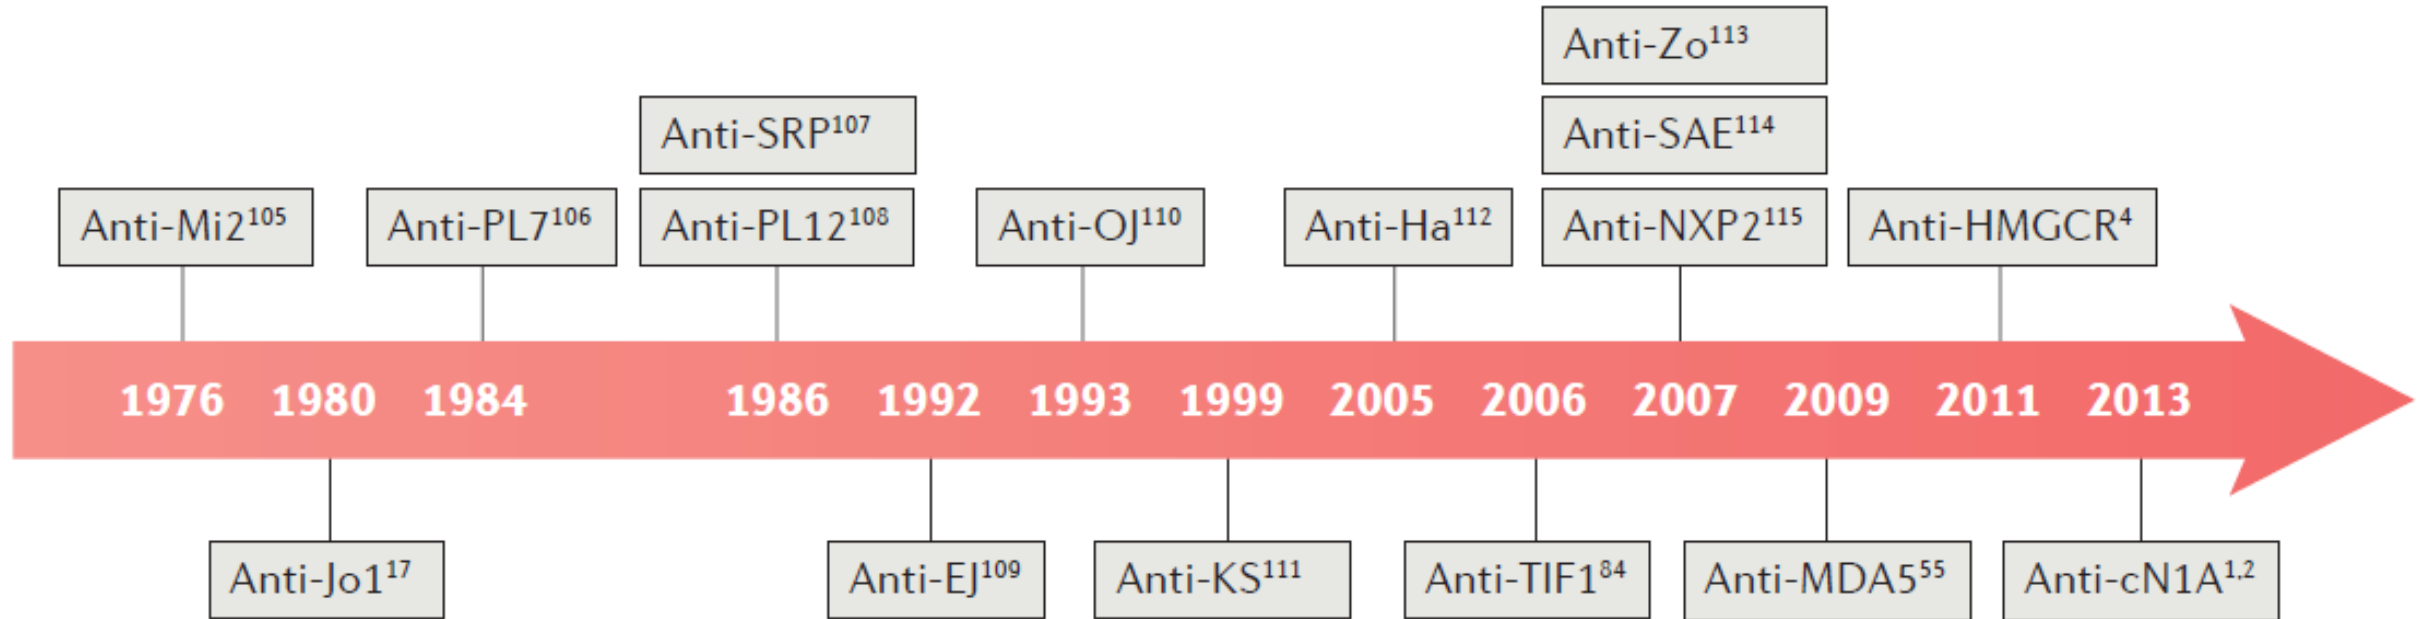 Anti-Zo¹¹³
Anti-SRP¹⁰⁷
Anti-SAE¹¹⁴
Anti-Mi2¹⁰⁵
Anti-PL7¹⁰⁶
Anti-PL12¹⁰⁸
Anti-OJ¹¹⁰
Anti-Ha¹¹²
Anti-NXP2¹¹⁵
Anti-HMGCR⁴
1976 1980 1984 1986 1992 1993 1999 2005 2006 2007 2009 2011 2013
Anti-Jo1¹⁷
Anti-EJ¹⁰⁹
Anti-KS¹¹¹
Anti-TIF1⁸⁴
Anti-MDA5⁵⁵
Anti-cN1A¹,²